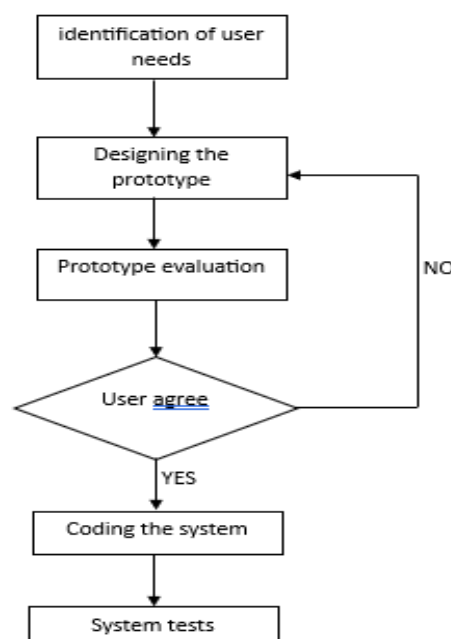 identification of user
needs
Designing the
prototype
Prototype evaluation
NO
User agree
YES
Coding the system
System tests